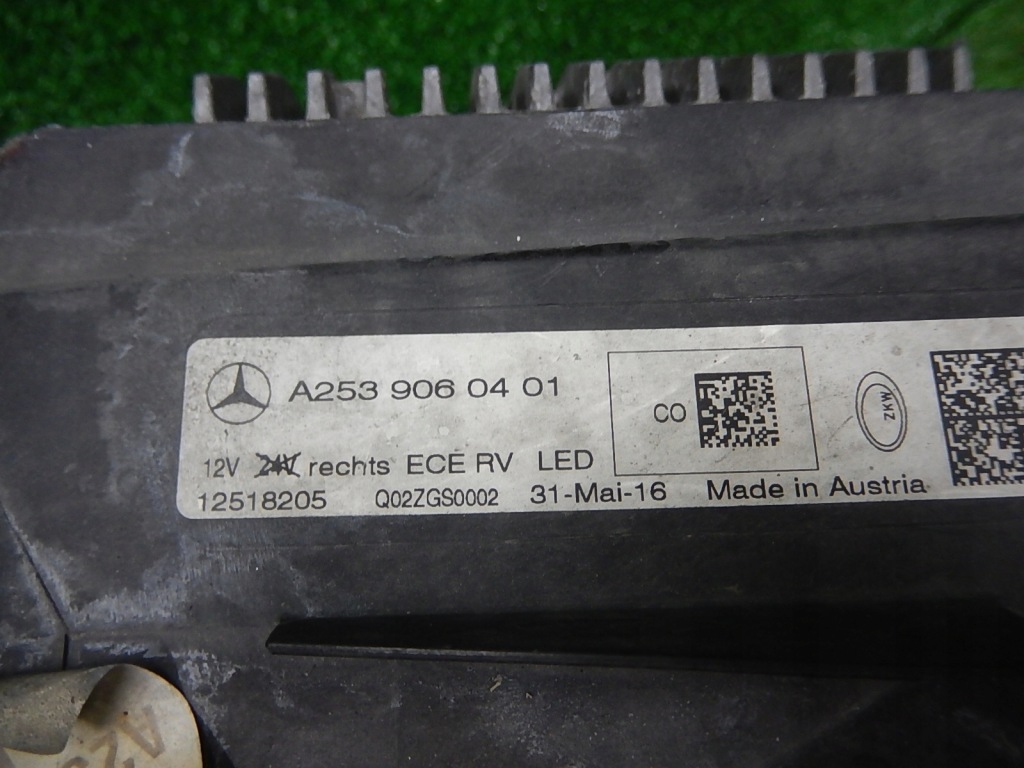 A253 906 04 01
CO
ZKW
12V 24V rechts ECE RV LED
12518205 Q02ZGS0002 31-Mai-16 Made in Austria